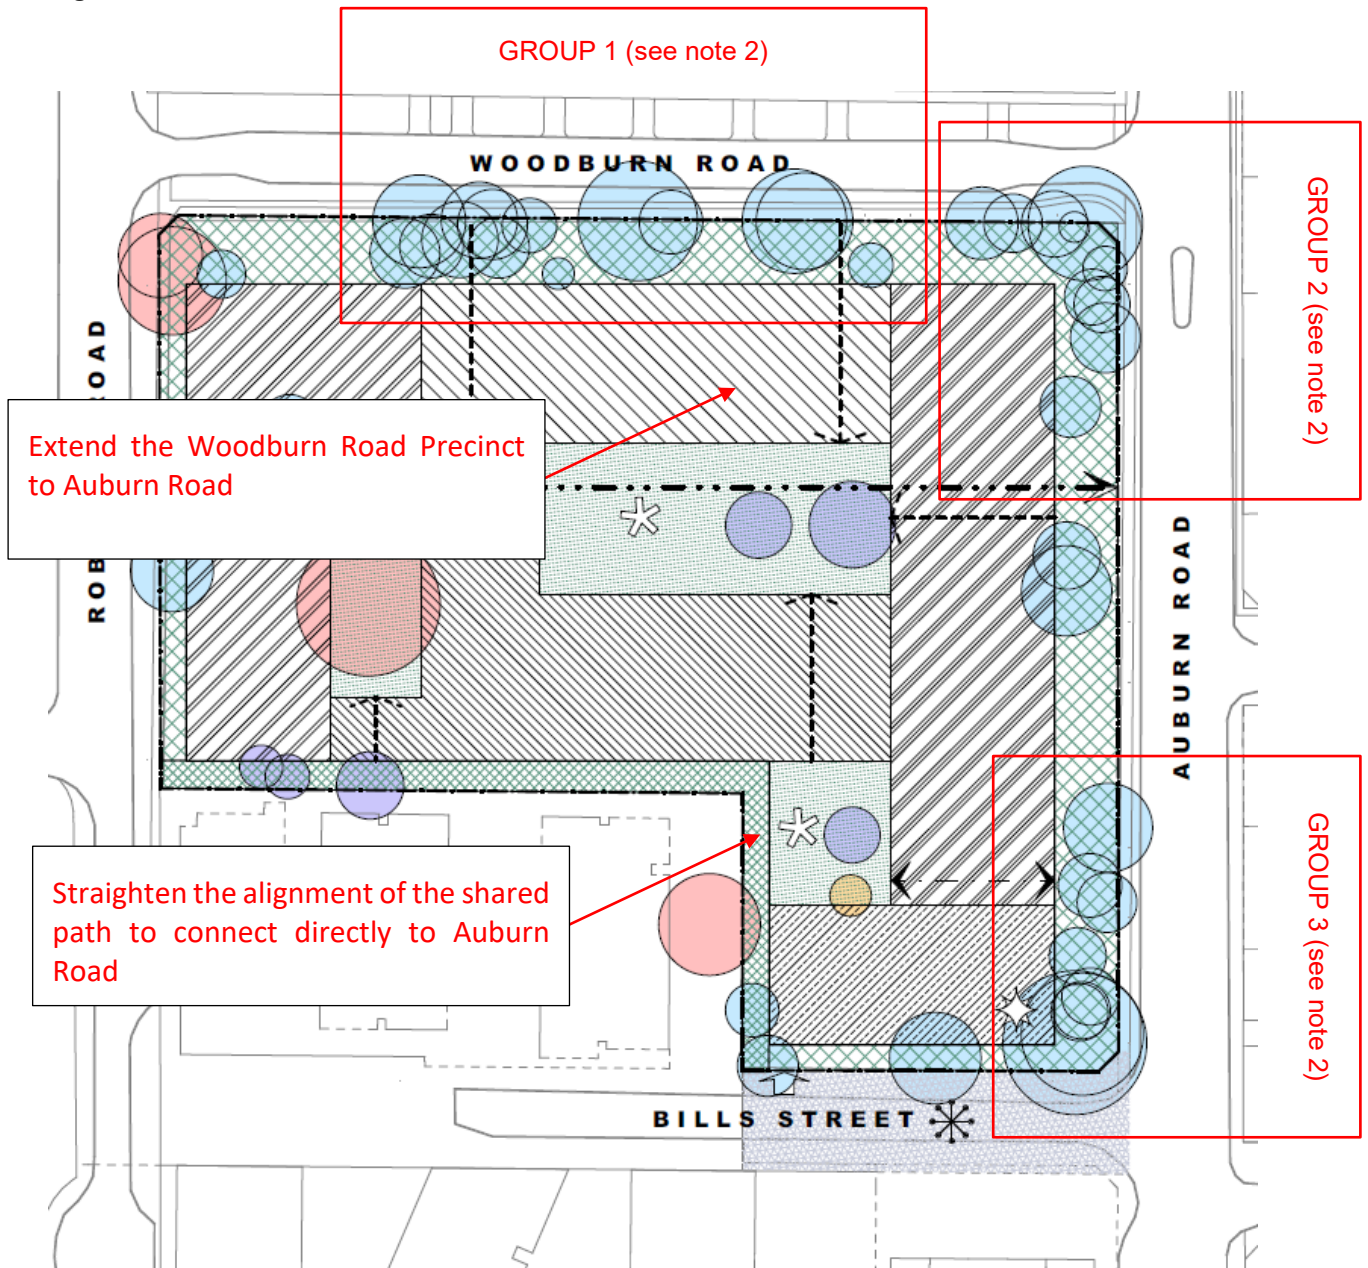 GROUP 1 (see note 2)
WOODBURN ROAD
GROUP 2 (see note 2)
ROAD
Extend the Woodburn Road Precinct
to Auburn Road
ROB
AUBURN ROAD
GROUP 3 (see note 2)
Straighten the alignment of the shared
path to connect directly to Auburn
Road
BILLS STREET